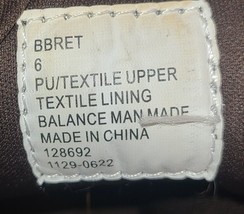 BBRET
6
PU/TEXTILE UPPER
TEXTILE LINING
BALANCE MAN MADE
MADE IN CHINA
128692
1129-0622